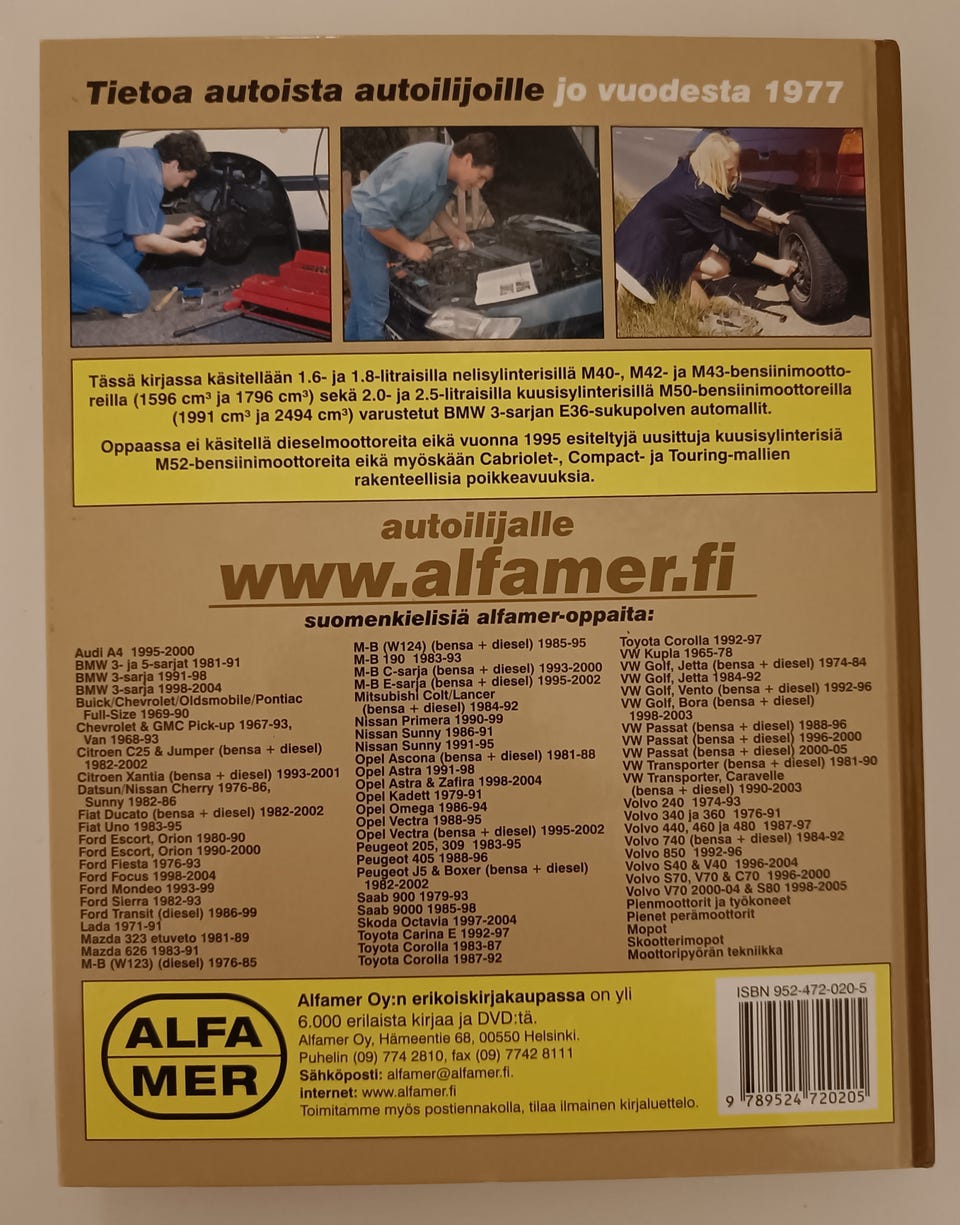 Tietoa autoista autoilijoille jo vuodesta 1977
Tässä kirjassa käsitellään 1.6- ja 1.8-litraisilla nelisylinterisillä M40-, M42- ja M43-bensiinimootto-
reilla (1596 cm³ ja 1796 cm³) sekä 2.0- ja 2.5-litraisilla kuusisylinterisillä M50-bensiinimoottoreilla
(1991 cm³ ja 2494 cm³) varustetut BMW 3-sarjan E36-sukupolven automallit.
Oppaassa ei käsitellä dieselmoottoreita eikä vuonna 1995 esiteltyjä uusittuja kuusisylinterisiä
M52-bensiinimoottoreita eikä myöskään Cabriolet-, Compact- ja Touring-mallien
rakenteellisia poikkeavuuksia.
autoilijalle
www.alfamer.fi
suomenkielisiä alfamer-oppaita:
Audi A4 1995-2000
BMW 3- ja 5-sarjat 1981-91
BMW 3-sarja 1991-98
BMW 3-sarja 1998-2004
Buick/Chevrolet/Oldsmobile/Pontiac
Full-Size 1969-90
Chevrolet & GMC Pick-up 1967-93,
Van 1968-93
Citroen C25 & Jumper (bensa + diesel)
1982-2002
Citroen Xantia (bensa + diesel) 1993-2001
Datsun/Nissan Cherry 1976-86,
Sunny 1982-86
Fiat Ducato (bensa + diesel) 1982-2002
Fiat Uno 1983-95
Ford Escort, Orion 1980-90
Ford Escort, Orion 1990-2000
Ford Fiesta 1976-93
Ford Focus 1998-2004
Ford Mondeo 1993-99
Ford Sierra 1982-93
Ford Transit (diesel) 1986-99
Lada 1971-91
Mazda 323 etuveto 1981-89
Mazda 626 1983-91
M-B (W123) (diesel) 1976-85
M-B (W124) (bensa + diesel) 1985-95
M-B 190 1983-93
M-B C-sarja (bensa + diesel) 1993-2000
M-B E-sarja (bensa + diesel) 1995-2002
Mitsubishi Colt/Lancer
(bensa + diesel) 1984-92
Nissan Primera 1990-99
Nissan Sunny 1986-91
Nissan Sunny 1991-95
Opel Ascona (bensa + diesel) 1981-88
Opel Astra 1991-98
Opel Astra & Zafira 1998-2004
Opel Kadett 1979-91
Opel Omega 1986-94
Opel Vectra 1988-95
Opel Vectra (bensa + diesel) 1995-2002
Peugeot 205, 309 1983-95
Peugeot 405 1988-96
Peugeot J5 & Boxer (bensa + diesel)
1982-2002
Saab 900 1979-93
Saab 9000 1985-98
Skoda Octavia 1997-2004
Toyota Carina E 1992-97
Toyota Corolla 1983-87
Toyota Corolla 1987-92
Toyota Corolla 1992-97
VW Kupla 1965-78
VW Golf, Jetta (bensa + diesel) 1974-84
VW Golf, Jetta 1984-92
VW Golf, Vento (bensa + diesel) 1992-96
VW Golf, Bora (bensa + diesel)
1998-2003
VW Passat (bensa + diesel) 1988-96
VW Passat (bensa + diesel) 1996-2000
VW Passat (bensa + diesel) 2000-05
VW Transporter (bensa + diesel) 1981-90
VW Transporter, Caravelle
(bensa + diesel) 1990-2003
Volvo 240 1974-93
Volvo 340 ja 360 1976-91
Volvo 440, 460 ja 480 1987-97
Volvo 740 (bensa + diesel) 1984-92
Volvo 850 1992-96
Volvo S40 & V40 1996-2004
Volvo S70, V70 & C70 1996-2000
Volvo V70 2000-04 & S80 1998-2005
Pienmoottorit ja työkoneet
Pienet perämoottorit
Mopot
Skootterimopot
Moottoripyörän tekniikka
ALFA
MER
Alfamer Oy:n erikoiskirjakaupassa on yli
6.000 erilaista kirjaa ja DVD:tä.
Alfamer Oy, Hämeentie 68, 00550 Helsinki.
Puhelin (09) 774 2810, fax (09) 7742 8111
Sähköposti: alfamer@alfamer.fi.
Internet: www.alfamer.fi
Toimitamme myös postiennakolla, tilaa ilmainen kirjaluettelo.
ISBN 952-472-020-5
9 789524 720205